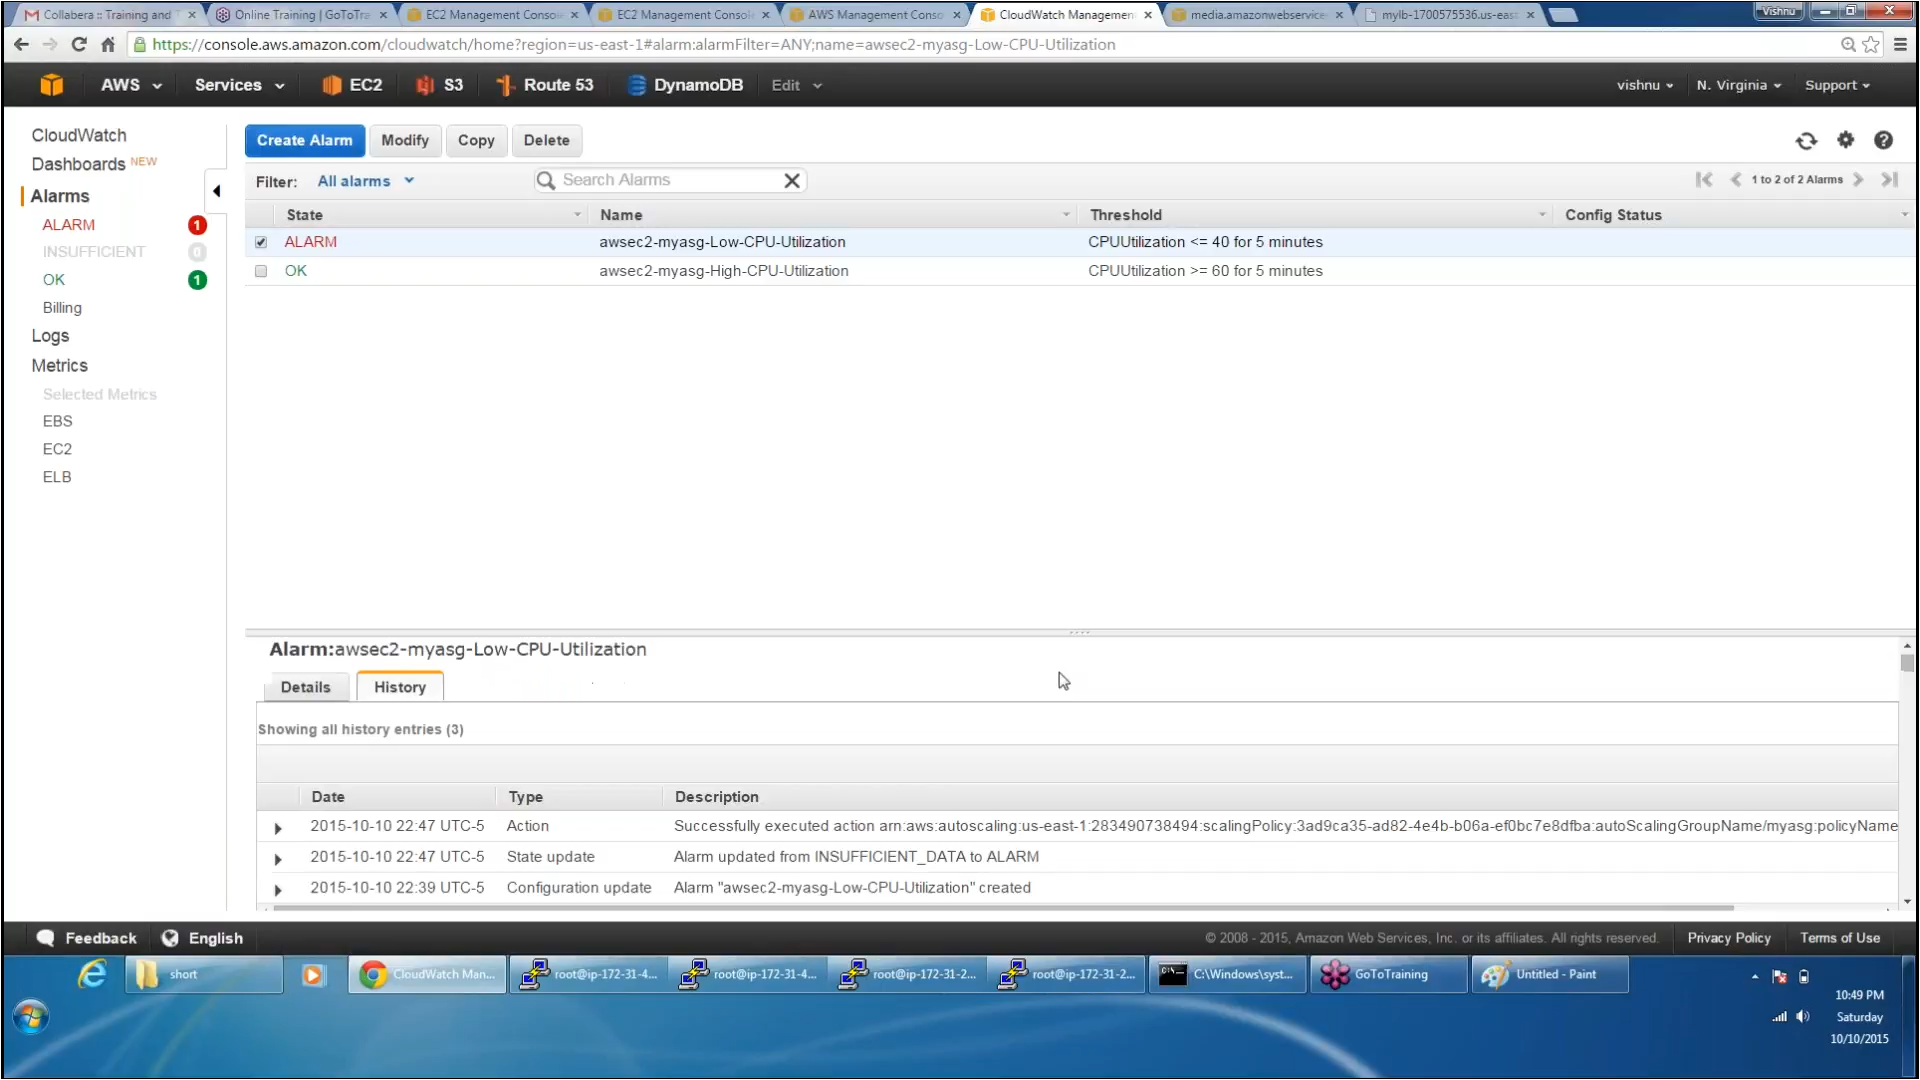 Collabera :: Training and T
Online Training | GoToTra
EC2 Management Consol
EC2 Management Consol
AWS Management Conso
CloudWatch Managemen
media.amazonwebservice
mylb-1700575536.us-eas
Vishnu
https://console.aws.amazon.com/cloudwatch/home?region=us-east-1#alarm:alarmFilter=ANY;name=awsec2-myasg-Low-CPU-Utilization
AWS Services EC2 S3 Route 53 DynamoDB Edit vishnu N. Virginia Support
CloudWatch
Dashboards NEW
Alarms
ALARM 1
INSUFFICIENT 0
OK 1
Billing
Logs
Metrics
Selected Metrics
EBS
EC2
ELB
Create Alarm Modify Copy Delete
Filter: All alarms Search Alarms 1 to 2 of 2 Alarms
State Name Threshold Config Status
ALARM awsec2-myasg-Low-CPU-Utilization CPUUtilization <= 40 for 5 minutes
OK awsec2-myasg-High-CPU-Utilization CPUUtilization >= 60 for 5 minutes
Alarm:awsec2-myasg-Low-CPU-Utilization
Details History
Showing all history entries (3)
Date Type Description
2015-10-10 22:47 UTC-5 Action Successfully executed action arn:aws:autoscaling:us-east-1:283490738494:scalingPolicy:3ad9ca35-ad82-4e4b-b06a-ef0bc7e8dfba:autoScalingGroupName/myasg:policyName
2015-10-10 22:47 UTC-5 State update Alarm updated from INSUFFICIENT_DATA to ALARM
2015-10-10 22:39 UTC-5 Configuration update Alarm "awsec2-myasg-Low-CPU-Utilization" created
Feedback English © 2008 - 2015, Amazon Web Services, Inc. or its affiliates. All rights reserved. Privacy Policy Terms of Use
short
CloudWatch Man...
root@ip-172-31-4...
root@ip-172-31-4...
root@ip-172-31-2...
root@ip-172-31-2...
C:\Windows\syst...
GoToTraining
Untitled - Paint
10:49 PM
Saturday
10/10/2015